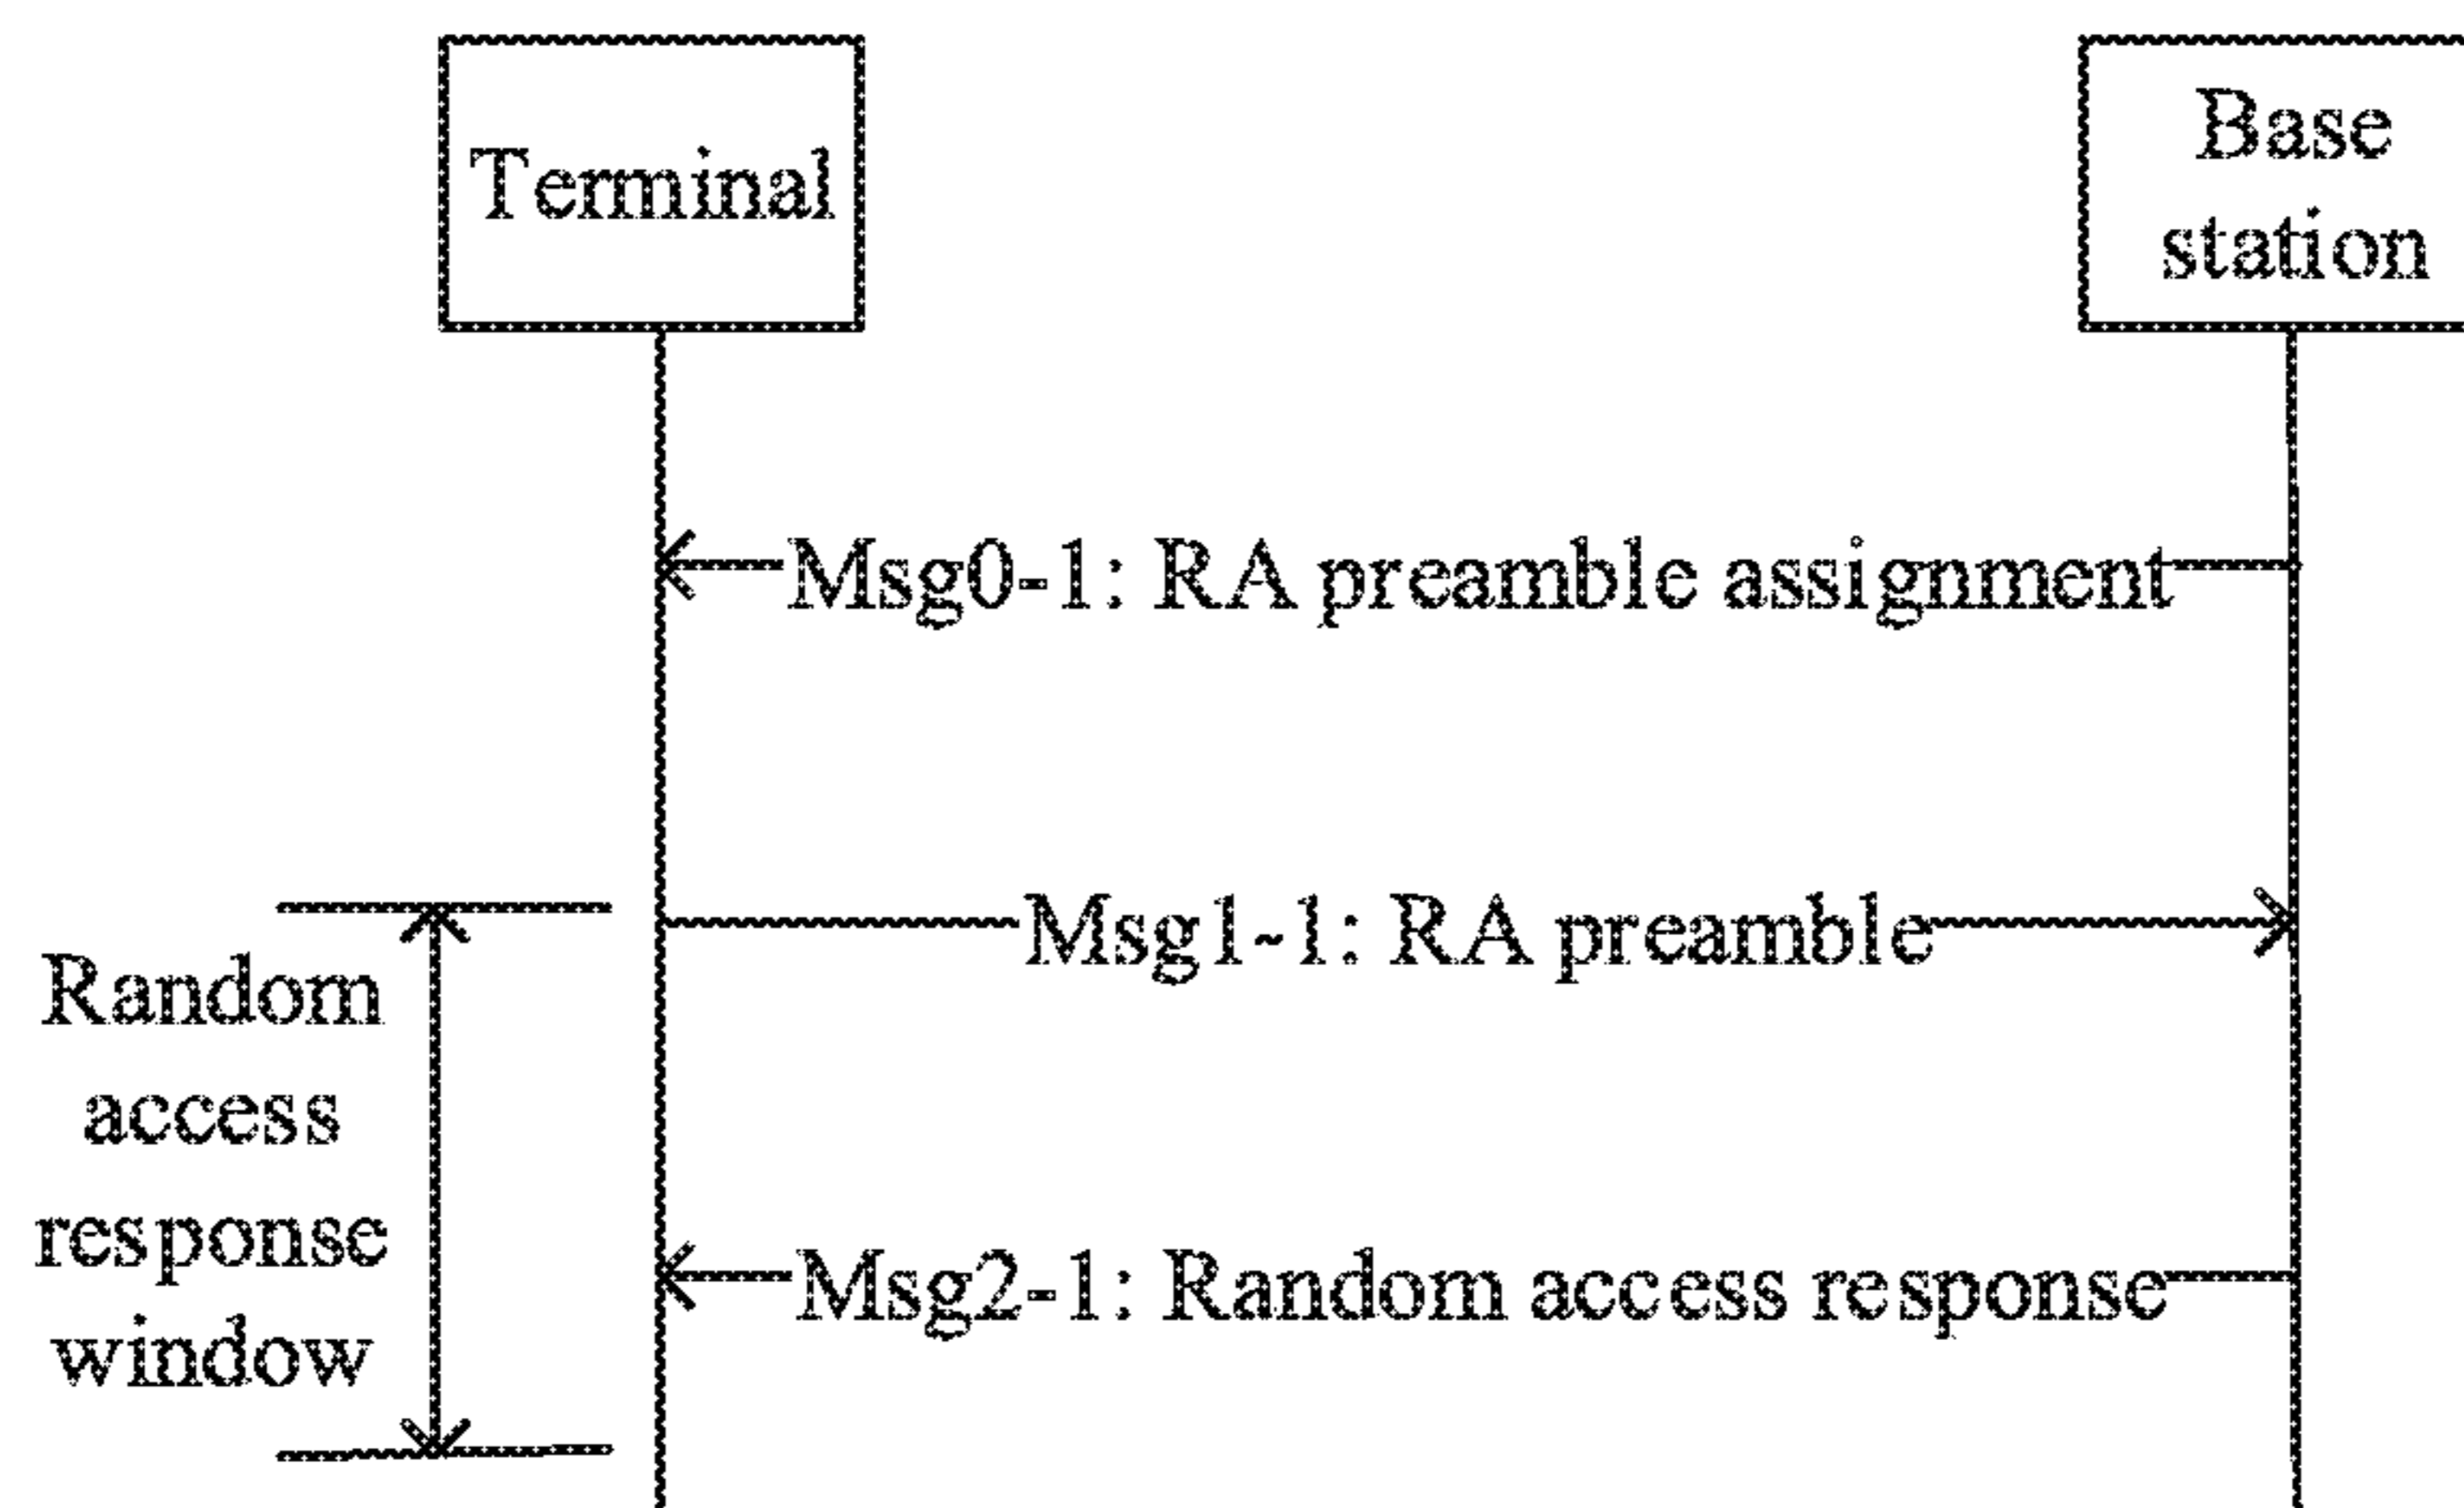 Terminal
Base
station
Msg0-1: RA preamble assignment
Msg1-1: RA preamble
Random
access
response
window
Msg2-1: Random access response